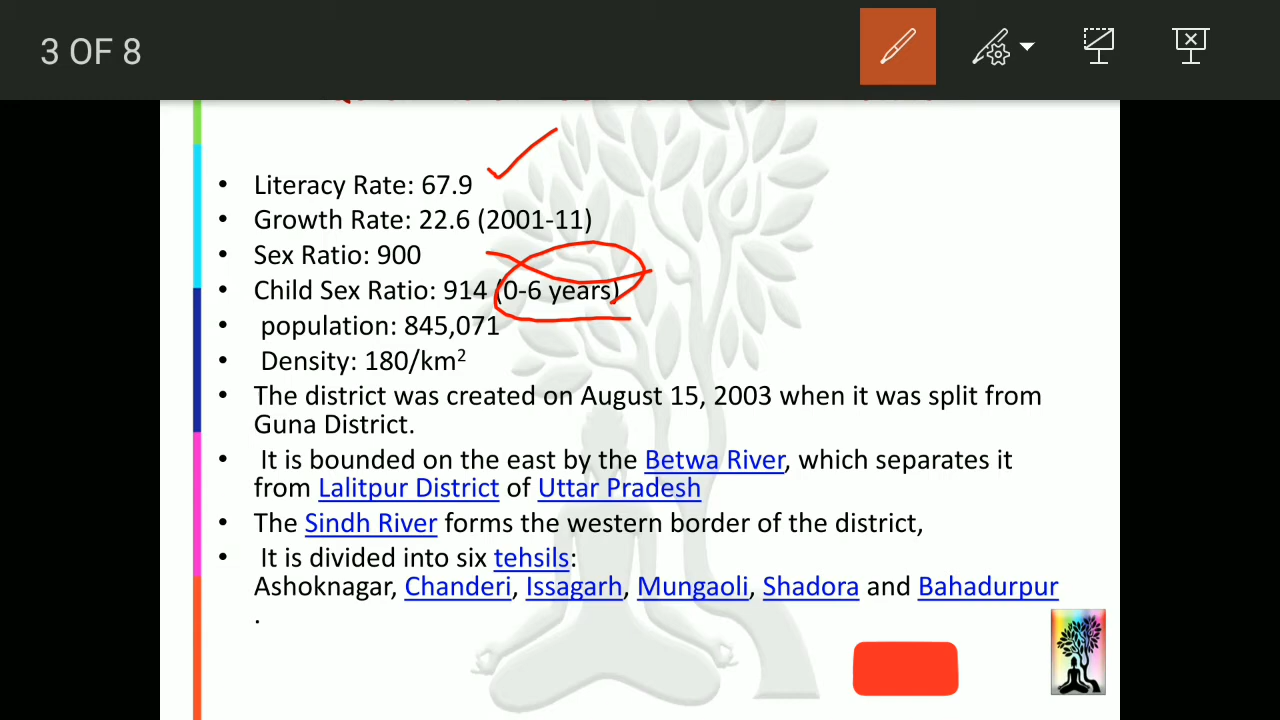 3 OF 8
• Literacy Rate: 67.9
• Growth Rate: 22.6 (2001-11)
• Sex Ratio: 900
• Child Sex Ratio: 914 (0-6 years)
• population: 845,071
• Density: 180/km²
• The district was created on August 15, 2003 when it was split from
Guna District.
• It is bounded on the east by the Betwa River, which separates it
from Lalitpur District of Uttar Pradesh
• The Sindh River forms the western border of the district,
• It is divided into six tehsils:
Ashoknagar, Chanderi, Issagarh, Mungaoli, Shadora and Bahadurpur
.